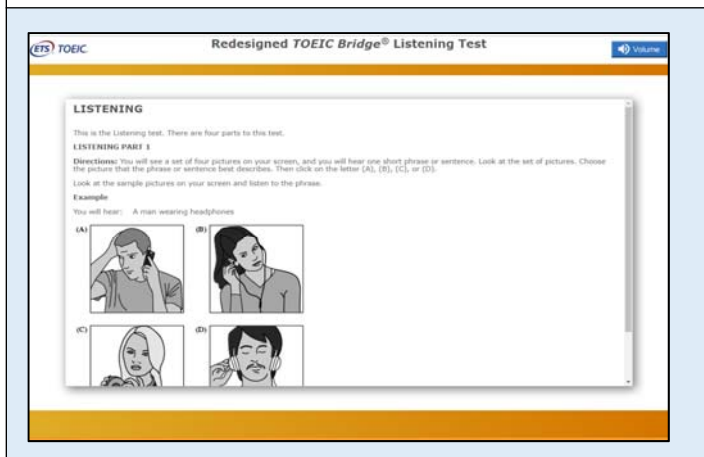 ETS TOEIC.
Redesigned TOEIC Bridge® Listening Test
Volume
LISTENING
This is the Listening test. There are four parts to this test.
LISTENING PART 1
Directions: You will see a set of four pictures on your screen, and you will hear one short phrase or sentence. Look at the set of pictures. Choose
the picture that the phrase or sentence best describes. Then click on the letter (A), (B), (C), or (D).
Look at the sample pictures on your screen and listen to the phrase.
Example
You will hear: A man wearing headphones
(A)
(B)
(C)
(D)